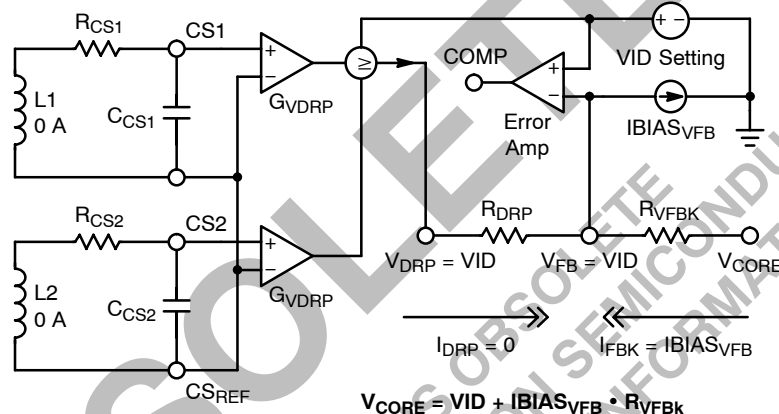 RCS1
CS1
L1
0 A
CCS1
+
−
GVDRP
≥
COMP
+
−
Error
Amp
+ −
VID Setting
IBIASVFB
RCS2
CS2
L2
0 A
CCS2
+
−
GVDRP
CSREF
RDRP
RVFBK
VDRP = VID
VFB = VID
VCORE
IDRP = 0
IFBK = IBIASVFB
VCORE = VID + IBIASVFB • RVFBk
OBSOLETE